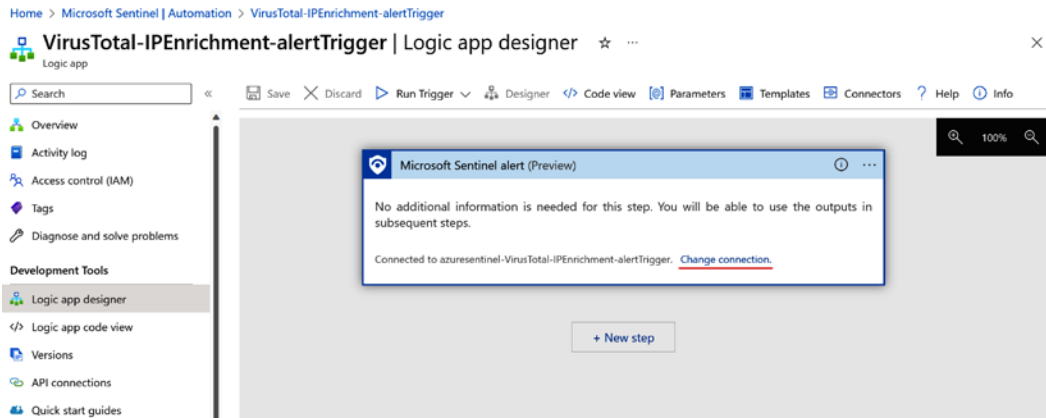 Home > Microsoft Sentinel | Automation > VirusTotal-IPEnrichment-alertTrigger
VirusTotal-IPEnrichment-alertTrigger | Logic app designer
Logic app
Search
Save Discard Run Trigger Designer Code view Parameters Templates Connectors Help Info
Overview
Activity log
Access control (IAM)
Tags
Diagnose and solve problems
Development Tools
Logic app designer
Logic app code view
Versions
API connections
Quick start guides
100%
Microsoft Sentinel alert (Preview)
No additional information is needed for this step. You will be able to use the outputs in
subsequent steps.
Connected to azuresentinel-VirusTotal-IPEnrichment-alertTrigger. Change connection.
+ New step